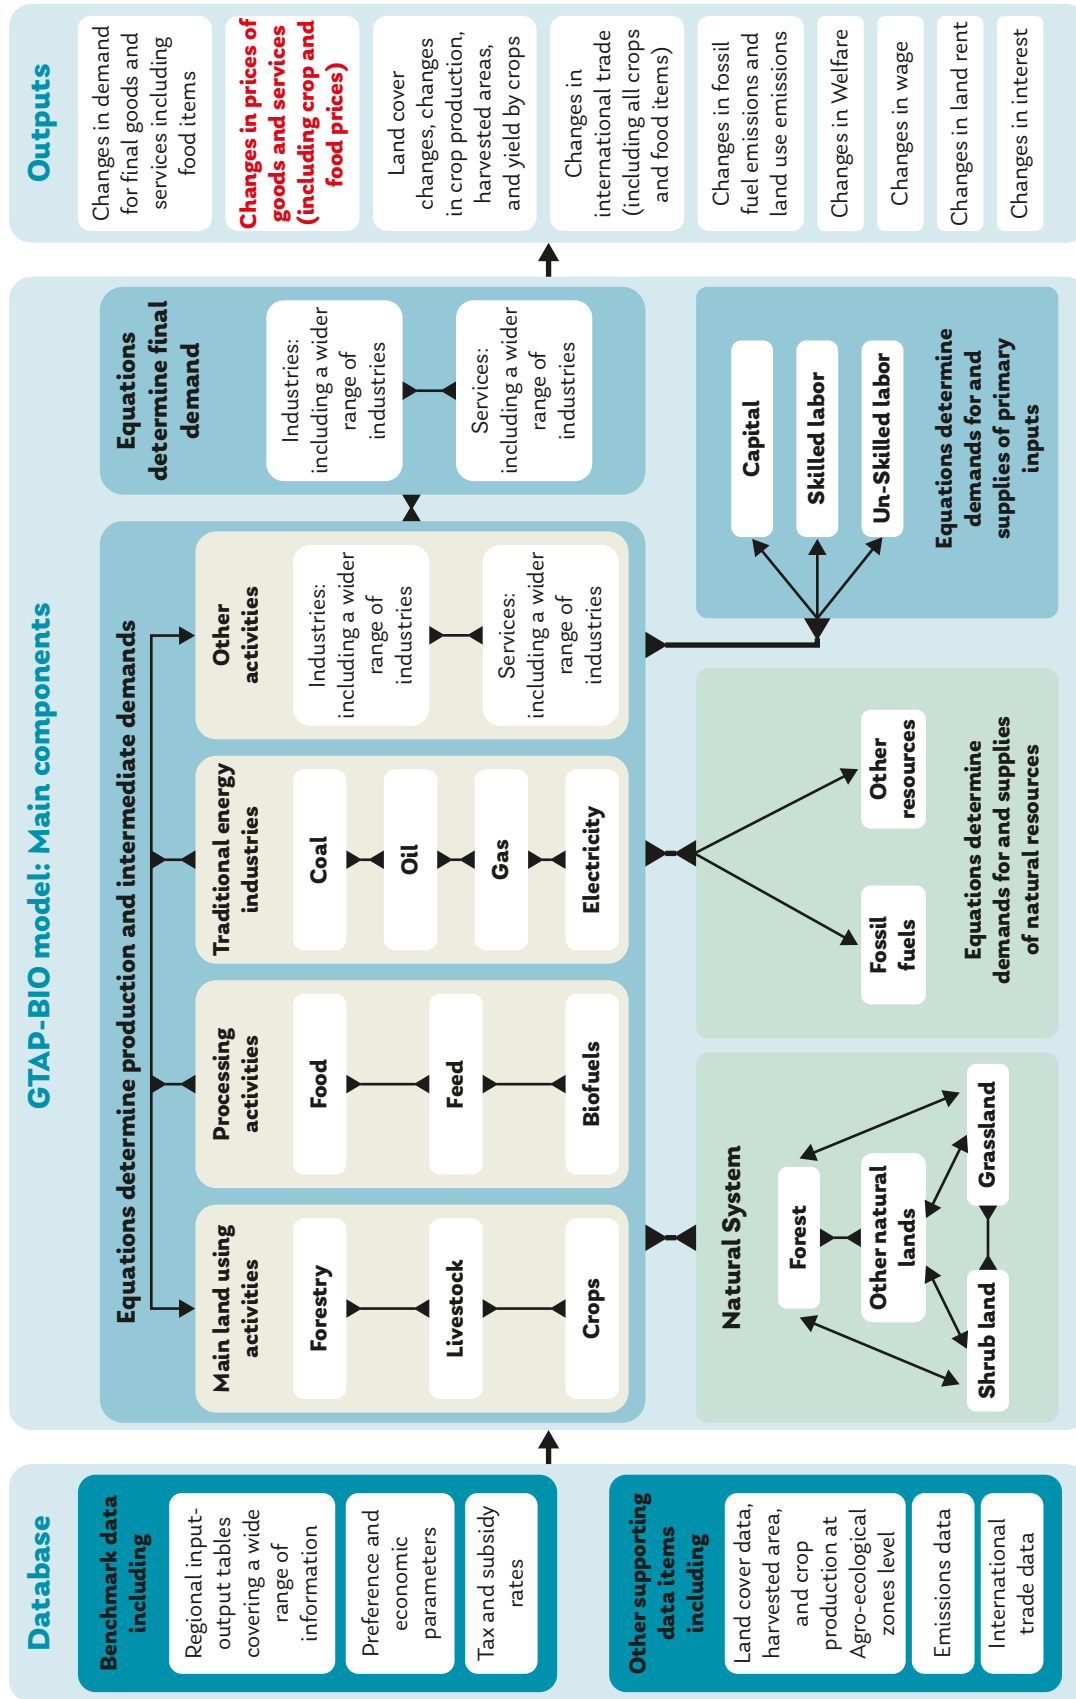 Database
Benchmark data
including
Regional input-
output tables
covering a wide
range of
information
Preference and
economic
parameters
Tax and subsidy
rates
Other supporting
data items
including
Land cover data,
harvested area,
and crop
production at
Agro-ecological
zones level
Emissions data
International
trade data
GTAP-BIO model: Main components
Equations determine production and intermediate demands
Main land using
activities
Forestry
Livestock
Crops
Processing
activities
Food
Feed
Biofuels
Traditional energy
industries
Coal
Oil
Gas
Electricity
Other
activities
Industries:
including a wider
range of
industries
Services:
including a wider
range of
industries
Equations
determine final
demand
Industries:
including a wider
range of
industries
Services:
including a wider
range of
industries
Natural System
Forest
Other natural
lands
Shrub land
Grassland
Fossil
fuels
Other
resources
Equations determine
demands for and supplies
of natural resources
Capital
Skilled labor
Un-Skilled labor
Equations determine
demands for and
supplies of primary
inputs
Outputs
Changes in demand
for final goods and
services including
food items
Changes in prices of
goods and services
(including crop and
food prices)
Land cover
changes, changes
in crop production,
harvested areas,
and yield by crops
Changes in
international trade
(including all crops
and food items)
Changes in fossil
fuel emissions and
land use emissions
Changes in Welfare
Changes in wage
Changes in land rent
Changes in interest